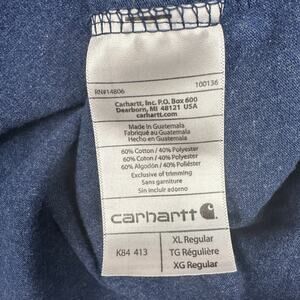 RN#14806 100136
Carhartt, Inc. P.O. Box 600
Dearborn, MI 48121 USA
carhartt.com
Made in Guatemala
Fabriqué au Guatemala
Hecho en Guatemala
60% Cotton / 40% Polyester
60% Coton / 40% Polyester
60% Algodón / 40% Poliéster
Exclusive of trimming
Sans garniture
Sin incluir adorno
carhartt
K84 413
XL Regular
TG Régulière
XG Regular